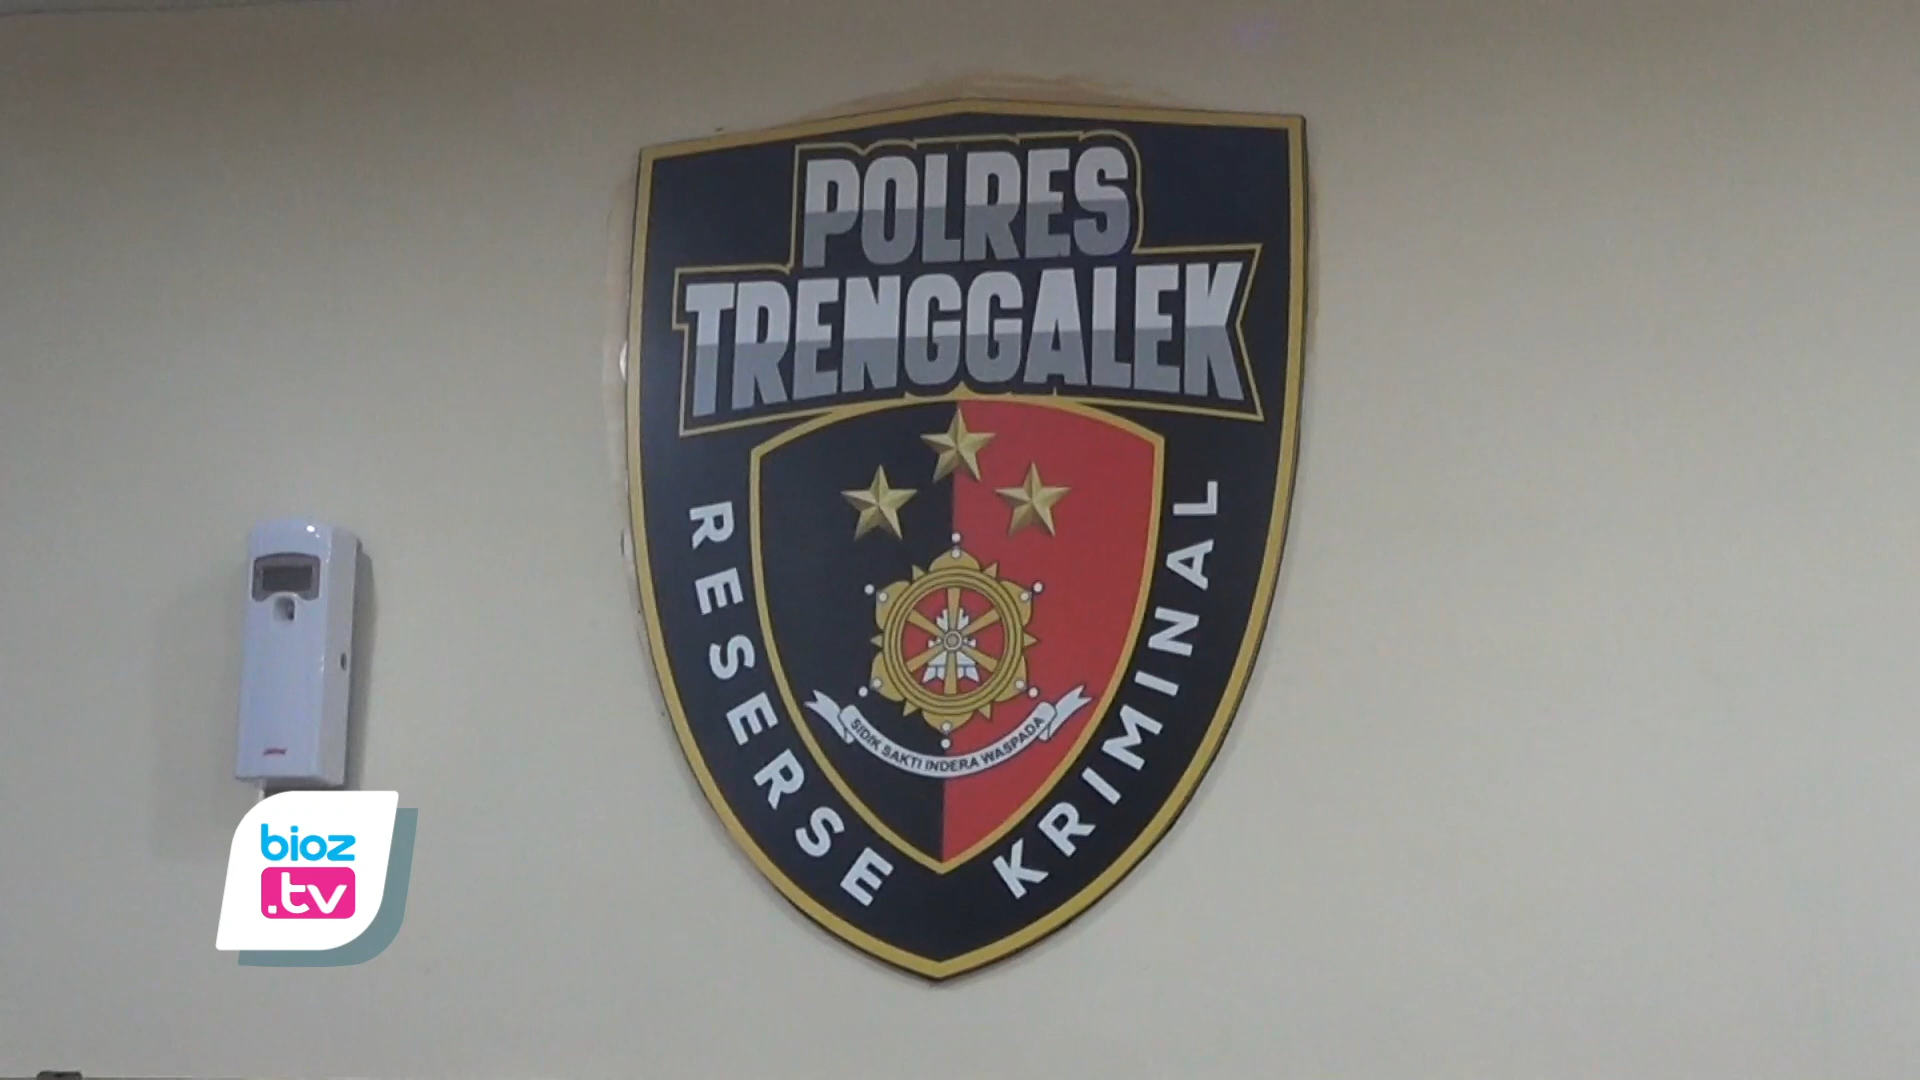 POLRES
TRENGGALEK
RESERSE KRIMINAL
SIDIK SAKTI INDERA WASPADA
bioz
.tv